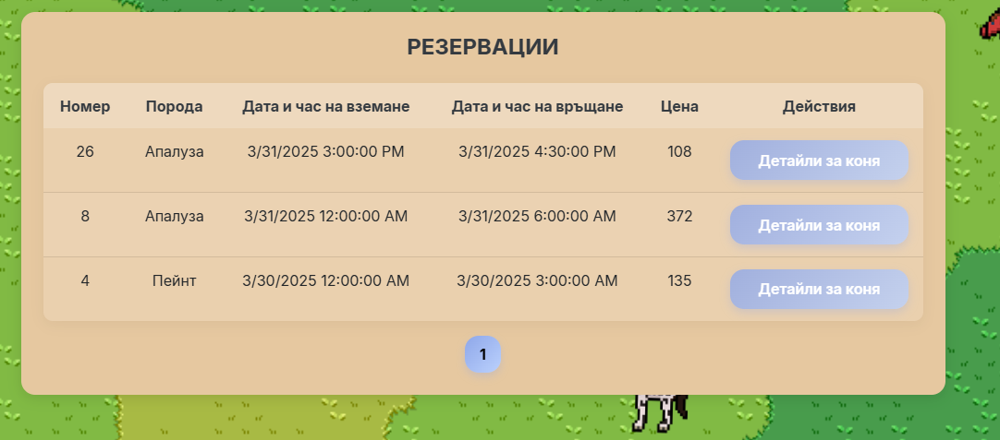 РЕЗЕРВАЦИИ
Номер Порода Дата и час на вземане Дата и час на връщане Цена Действия
26 Апалуза 3/31/2025 3:00:00 PM 3/31/2025 4:30:00 PM 108 Детайли за коня
8 Апалуза 3/31/2025 12:00:00 AM 3/31/2025 6:00:00 AM 372 Детайли за коня
4 Пейнт 3/30/2025 12:00:00 AM 3/30/2025 3:00:00 AM 135 Детайли за коня
1